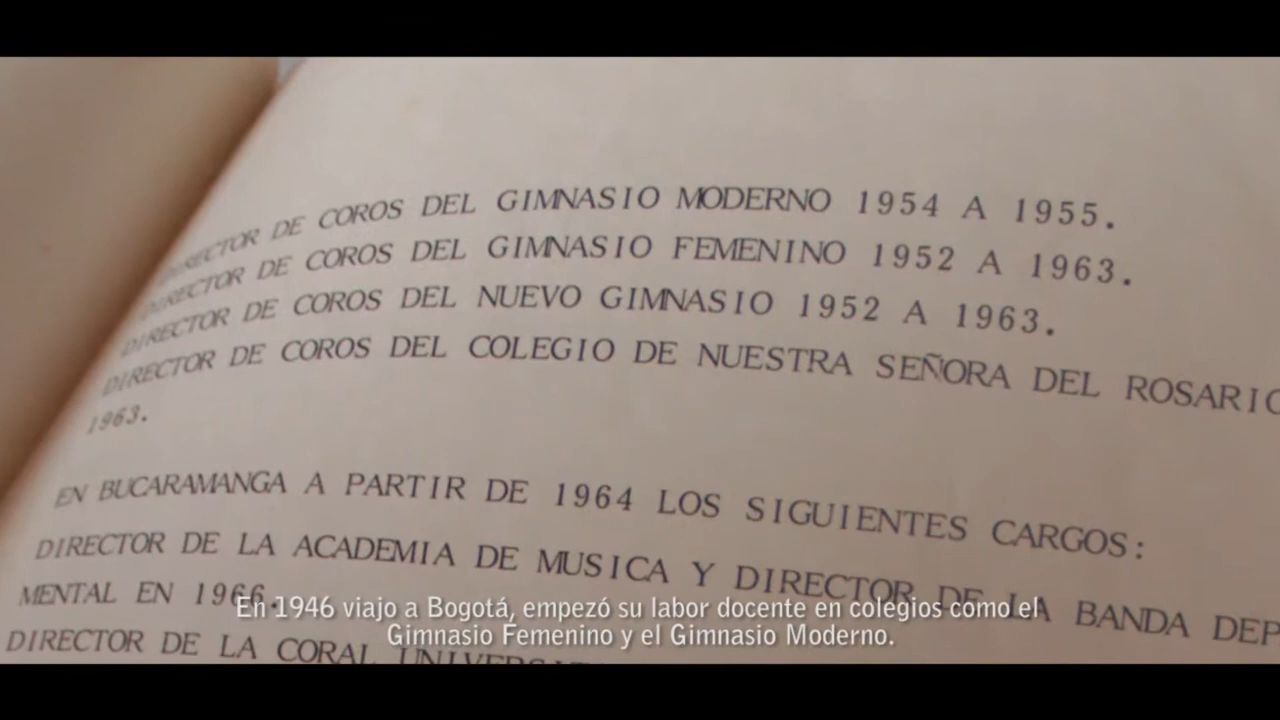 DIRECTOR DE COROS DEL GIMNASIO MODERNO 1954 A 1955.
DIRECTOR DE COROS DEL GIMNASIO FEMENINO 1952 A 1963.
DIRECTOR DE COROS DEL NUEVO GIMNASIO 1952 A 1963.
DIRECTOR DE COROS DEL COLEGIO DE NUESTRA SEÑORA DEL ROSARIO
1963.
EN BUCARAMANGA A PARTIR DE 1964 LOS SIGUIENTES CARGOS:
DIRECTOR DE LA ACADEMIA DE MUSICA Y DIRECTOR DE LA BANDA DEP
MENTAL EN 1966.
DIRECTOR DE LA CORAL
En 1946 viajo a Bogotá, empezó su labor docente en colegios como el
Gimnasio Femenino y el Gimnasio Moderno.